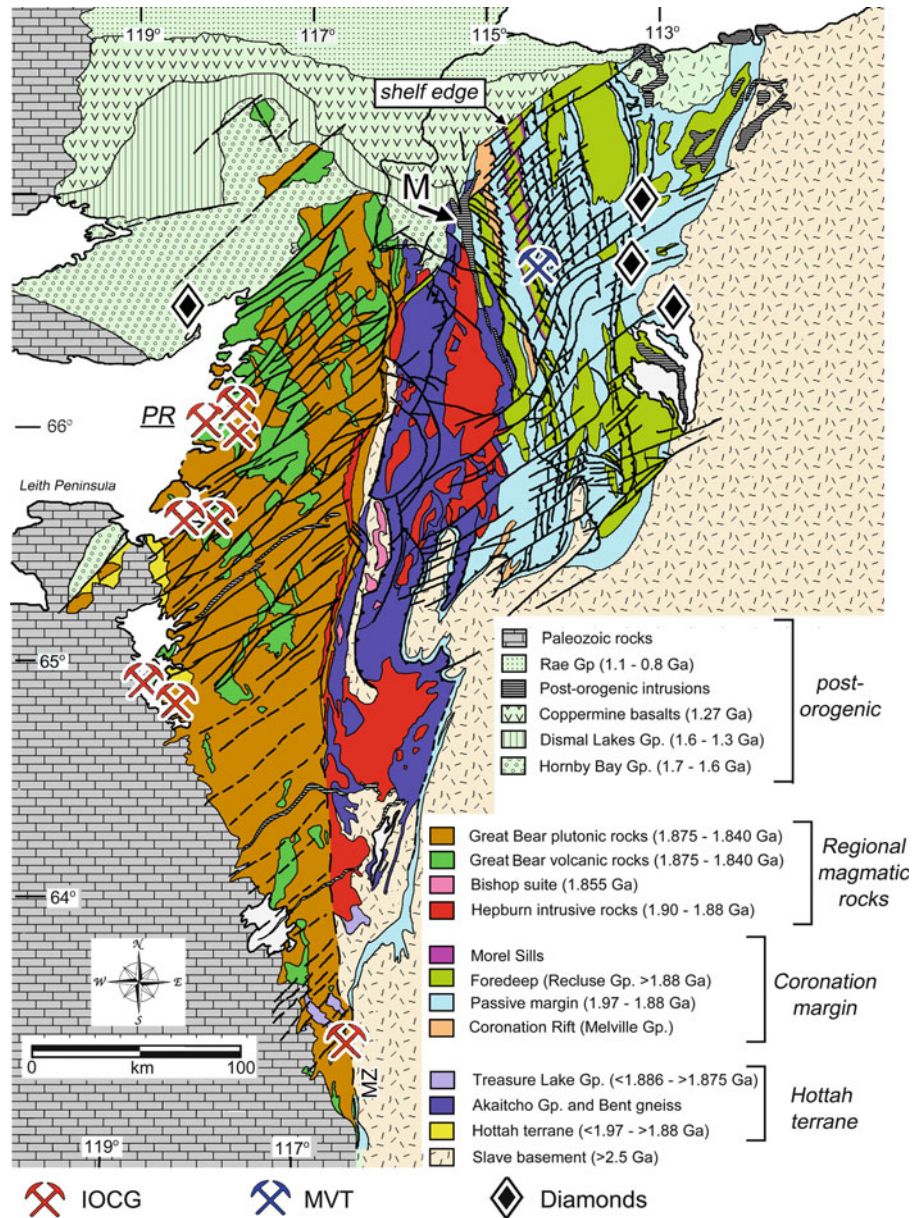 119° 117° 115° 113°
shelf edge
M
PR
66°
Leith Peninsula
65°
64°
N
W E
S
0 100
km
MZ
119° 117°
Paleozoic rocks
Rae Gp (1.1 - 0.8 Ga)
Post-orogenic intrusions
Coppermine basalts (1.27 Ga)
Dismal Lakes Gp. (1.6 - 1.3 Ga)
Hornby Bay Gp. (1.7 - 1.6 Ga)
post-
orogenic
Great Bear plutonic rocks (1.875 - 1.840 Ga)
Great Bear volcanic rocks (1.875 - 1.840 Ga)
Bishop suite (1.855 Ga)
Hepburn intrusive rocks (1.90 - 1.88 Ga)
Regional
magmatic
rocks
Morel Sills
Foredeep (Recluse Gp. >1.88 Ga)
Passive margin (1.97 - 1.88 Ga)
Coronation Rift (Melville Gp.)
Coronation
margin
Treasure Lake Gp. (<1.886 - >1.875 Ga)
Akaitcho Gp. and Bent gneiss
Hottah terrane (<1.97 - >1.88 Ga)
Slave basement (>2.5 Ga)
Hottah
terrane
IOCG MVT Diamonds